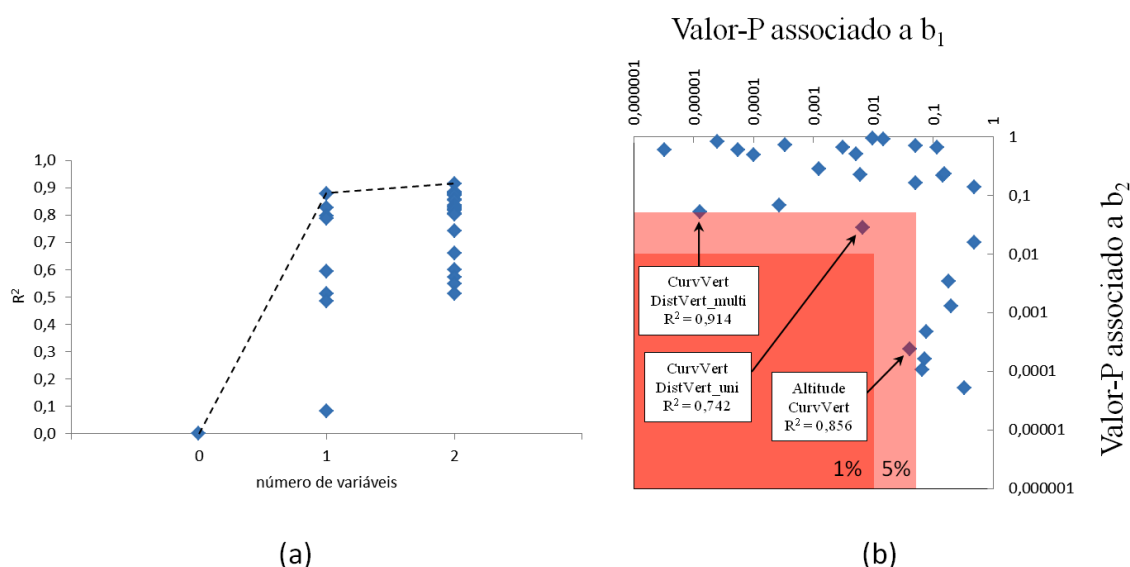 1,0
0,9
0,8
0,7
0,6
0,5
0,4
0,3
0,2
0,1
0,0
R²
0
1
2
número de variáveis
(a)
Valor-P associado a b₁
0,000001
0,00001
0,0001
0,001
0,01
0,1
1
1
0,1
0,01
0,001
0,0001
0,00001
0,000001
Valor-P associado a b₂
CurvVert
DistVert_multi
R² = 0,914
CurvVert
DistVert_uni
R² = 0,742
Altitude
CurvVert
R² = 0,856
1%
5%
(b)